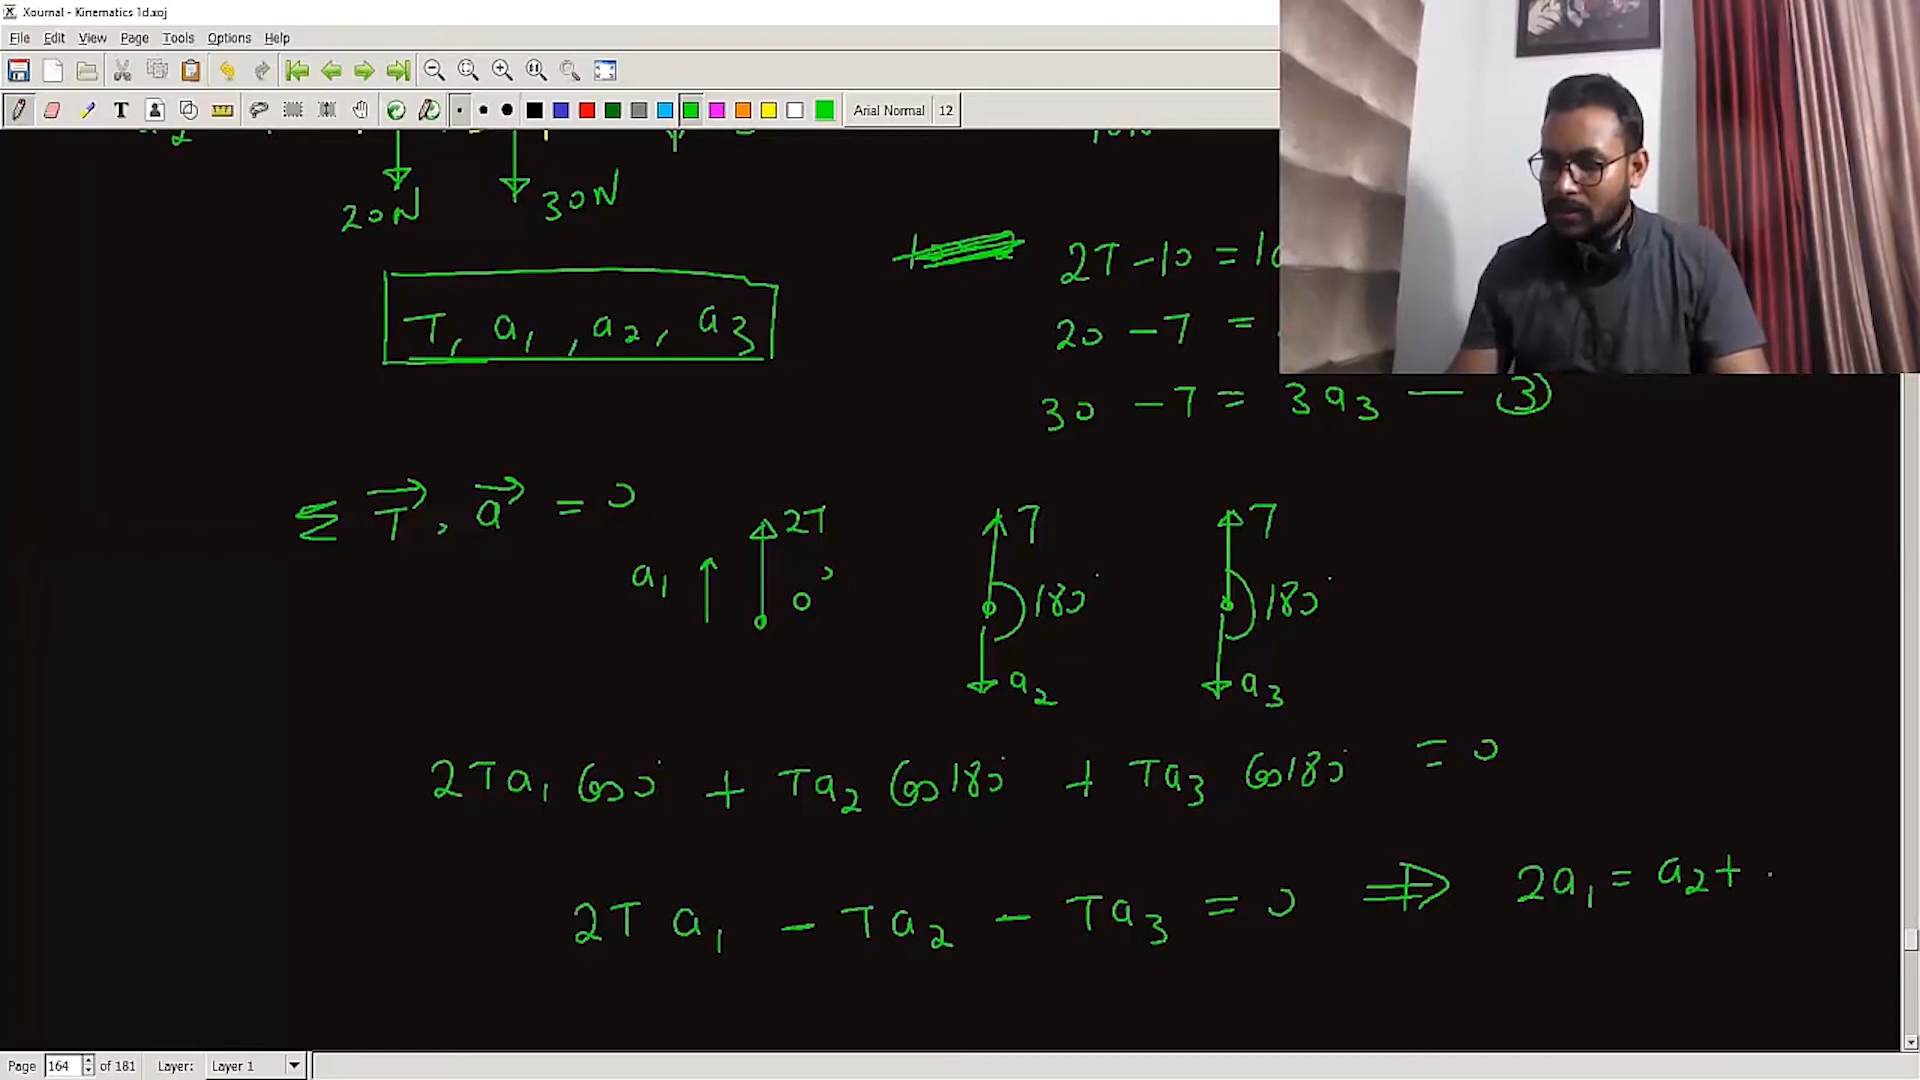 Xournal - Kinematics 1d.xoj
File Edit View Page Tools Options Help
T Arial Normal 12
2
20N 30N
2T - 10 = 10
T, a1, a2, a3
20 - T =
30 - T = 3a3 — ③
Σ T⃗ . a⃗ = 0
a1 2T 0° T 180° a2 T 180° a3
2Ta1 Cos0° + Ta2 Cos180° + Ta3 Cos180° = 0
2T a1 - Ta2 - Ta3 = 0 ⇒ 2a1 = a2 +
Page 164 of 181 Layer: Layer 1